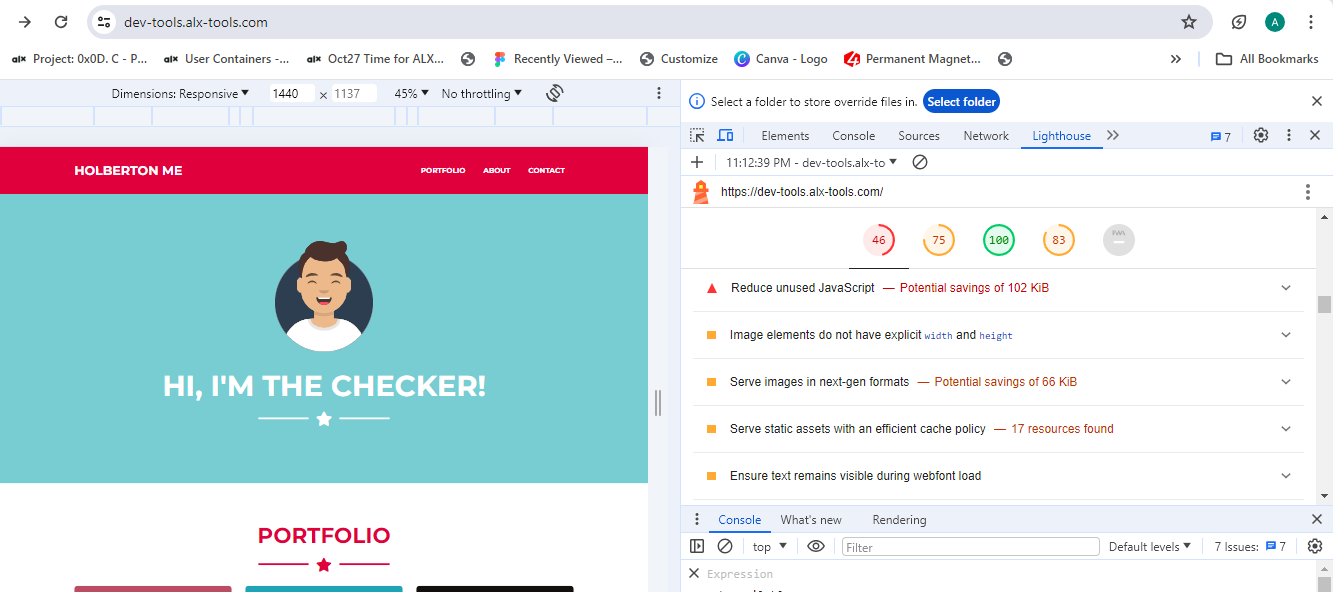 dev-tools.alx-tools.com
A
Project: 0x0D. C - P... User Containers -... Oct27 Time for ALX... Recently Viewed –... Customize Canva - Logo Permanent Magnet... » All Bookmarks
Dimensions: Responsive 1440 × 1137 45% No throttling
HOLBERTON ME PORTFOLIO ABOUT CONTACT
HI, I'M THE CHECKER!
PORTFOLIO
Select a folder to store override files in. Select folder
Elements Console Sources Network Lighthouse 7
11:12:39 PM - dev-tools.alx-to
https://dev-tools.alx-tools.com/
46 75 100 83 PWA
Reduce unused JavaScript — Potential savings of 102 KiB
Image elements do not have explicit width and height
Serve images in next-gen formats — Potential savings of 66 KiB
Serve static assets with an efficient cache policy — 17 resources found
Ensure text remains visible during webfont load
Console What's new Rendering
top Filter Default levels 7 Issues: 7
Expression